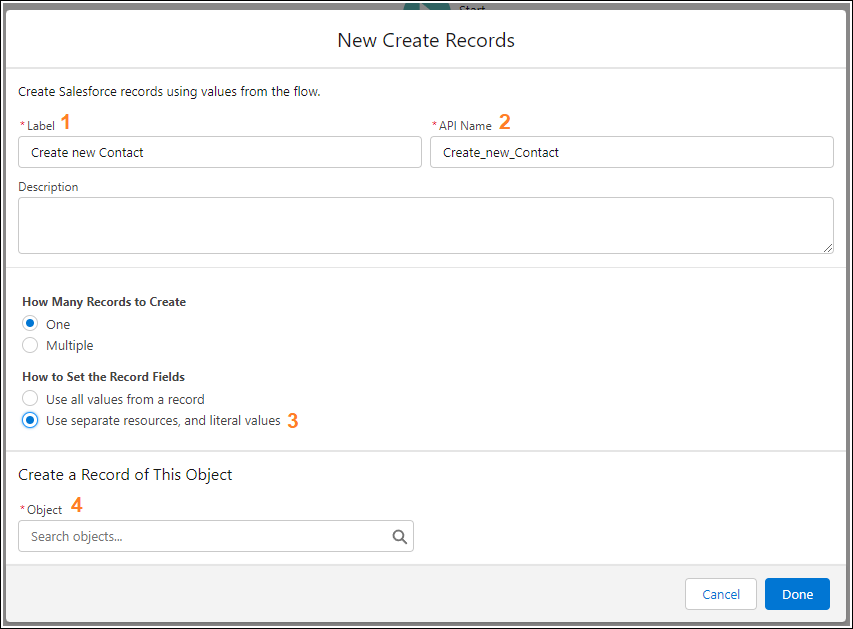 Start
New Create Records
Create Salesforce records using values from the flow.
*Label 1
*API Name 2
Create new Contact
Create_new_Contact
Description
How Many Records to Create
One
Multiple
How to Set the Record Fields
Use all values from a record
Use separate resources, and literal values 3
Create a Record of This Object
*Object 4
Search objects...
Cancel
Done